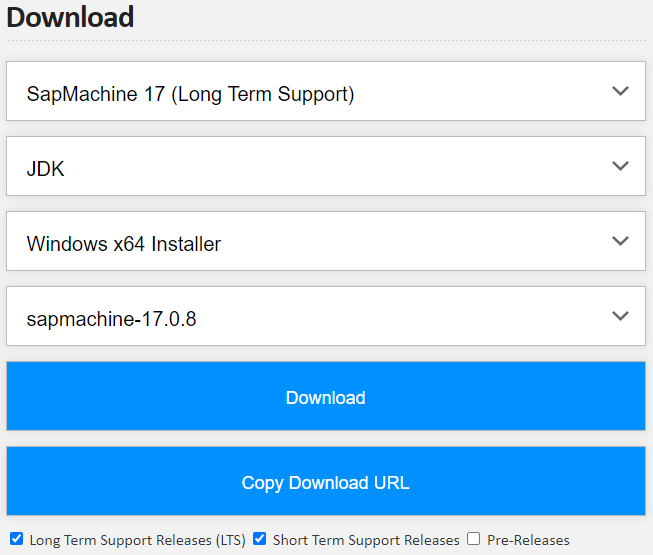 Download
SapMachine 17 (Long Term Support)
JDK
Windows x64 Installer
sapmachine-17.0.8
Download
Copy Download URL
Long Term Support Releases (LTS) Short Term Support Releases Pre-Releases